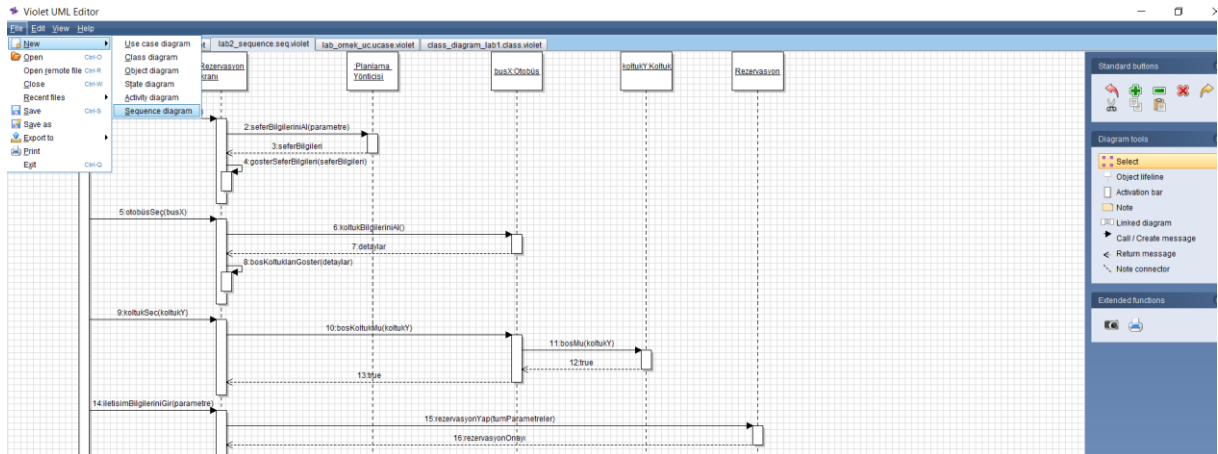 Violet UML Editor
File Edit View Help
New
Open Ctrl-O
Open remote file Ctrl-R
Close Ctrl-W
Recent files
Save Ctrl-S
Save as
Export to
Print
Exit Ctrl-Q
Use case diagram
Class diagram
Object diagram
State diagram
Activity diagram
Sequence diagram
lab2_sequence.seq.violet
lab_ornek_uc.ucase.violet
class_diagram_lab1.class.violet
Rezervasyon
:Planlama
Yönticisi
busX:Otobüs
koltukY:Koltuk
Rezervasyon
2:seferBilgileriniAl(parametre)
3:seferBilgileri
4:gosterSeferBilgileri(seferBilgileri)
5:otobüsSeç(busX)
6:koltukBilgileriniAl()
7:detaylar
8:bosKoltuklarıGoster(detaylar)
9:koltukSec(koltukY)
10:bosKoltukMu(koltukY)
11:bosMu(koltukY)
12:true
13:true
14:iletisimBilgileriniGir(parametre)
15:rezervasyonYap(tumParametreler)
16:rezervasyonOnayı
Standard buttons
Diagram tools
Select
Object lifeline
Activation bar
Note
Linked diagram
Call / Create message
Return message
Note connector
Extended functions